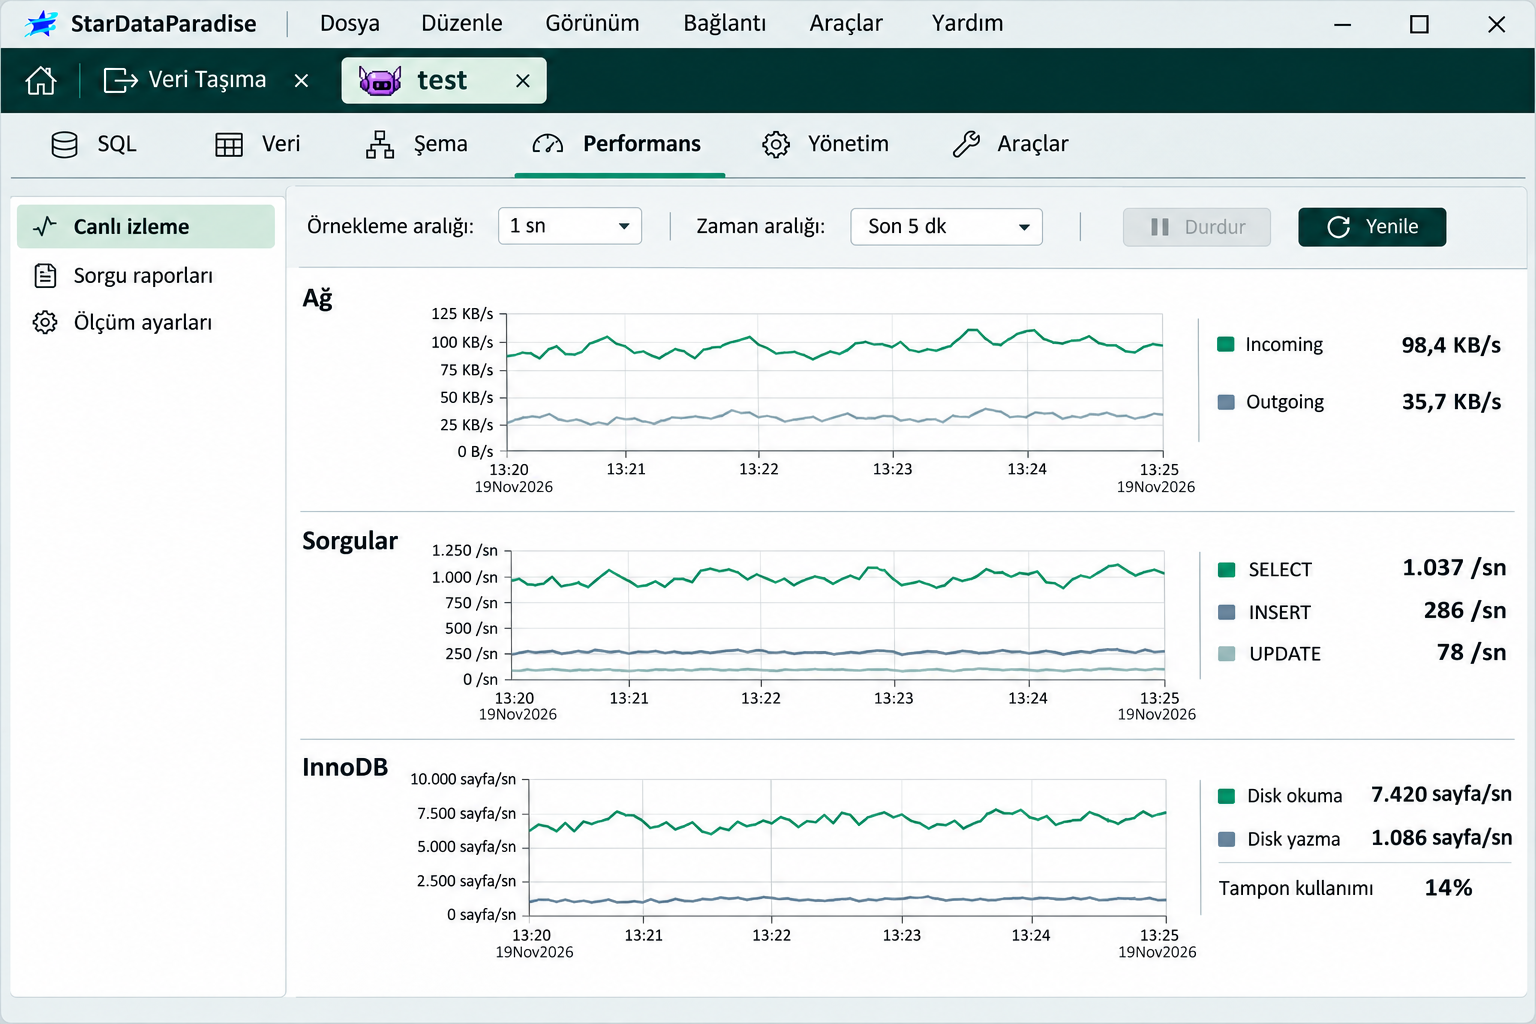 StarDataParadise Dosya Düzenle Görünüm Bağlantı Araçlar Yardım
Veri Taşıma test
SQL Veri Şema Performans Yönetim Araçlar
Canlı izleme
Sorgu raporları
Ölçüm ayarları
Örnekleme aralığı: 1 sn Zaman aralığı: Son 5 dk Durdur Yenile
Ağ
125 KB/s
100 KB/s
75 KB/s
50 KB/s
25 KB/s
0 B/s
13:20 13:21 13:22 13:23 13:24 13:25
19Nov2026 19Nov2026
Incoming 98,4 KB/s
Outgoing 35,7 KB/s
Sorgular
1.250 /sn
1.000 /sn
750 /sn
500 /sn
250 /sn
0 /sn
13:20 13:21 13:22 13:23 13:24 13:25
19Nov2026 19Nov2026
SELECT 1.037 /sn
INSERT 286 /sn
UPDATE 78 /sn
InnoDB
10.000 sayfa/sn
7.500 sayfa/sn
5.000 sayfa/sn
2.500 sayfa/sn
0 sayfa/sn
13:20 13:21 13:22 13:23 13:24 13:25
19Nov2026 19Nov2026
Disk okuma 7.420 sayfa/sn
Disk yazma 1.086 sayfa/sn
Tampon kullanımı 14%